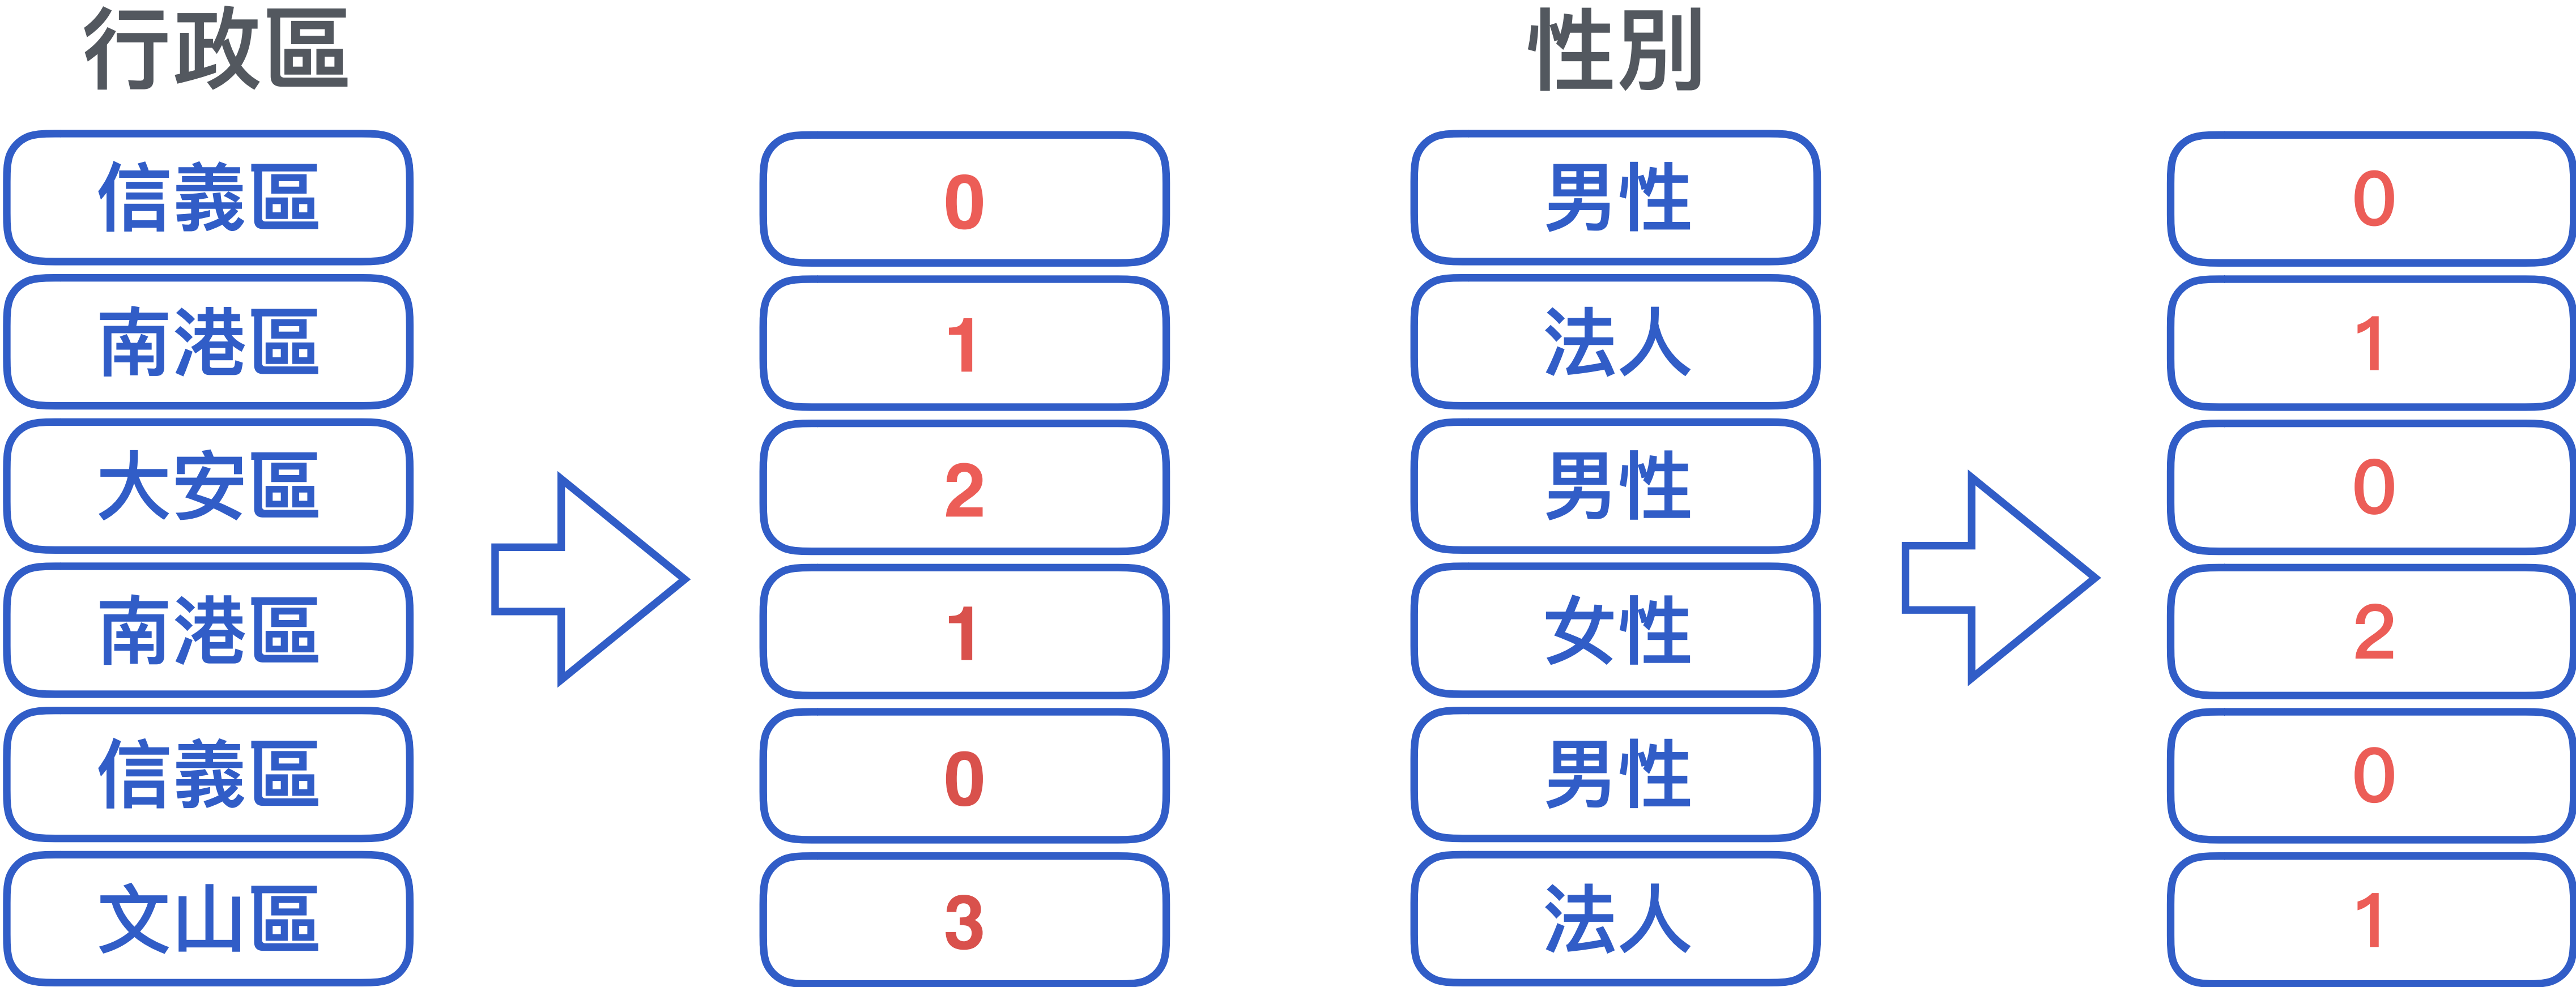 行政區 性別
信義區 0 男性 0
南港區 1 法人 1
大安區 2 男性 0
南港區 1 女性 2
信義區 0 男性 0
文山區 3 法人 1